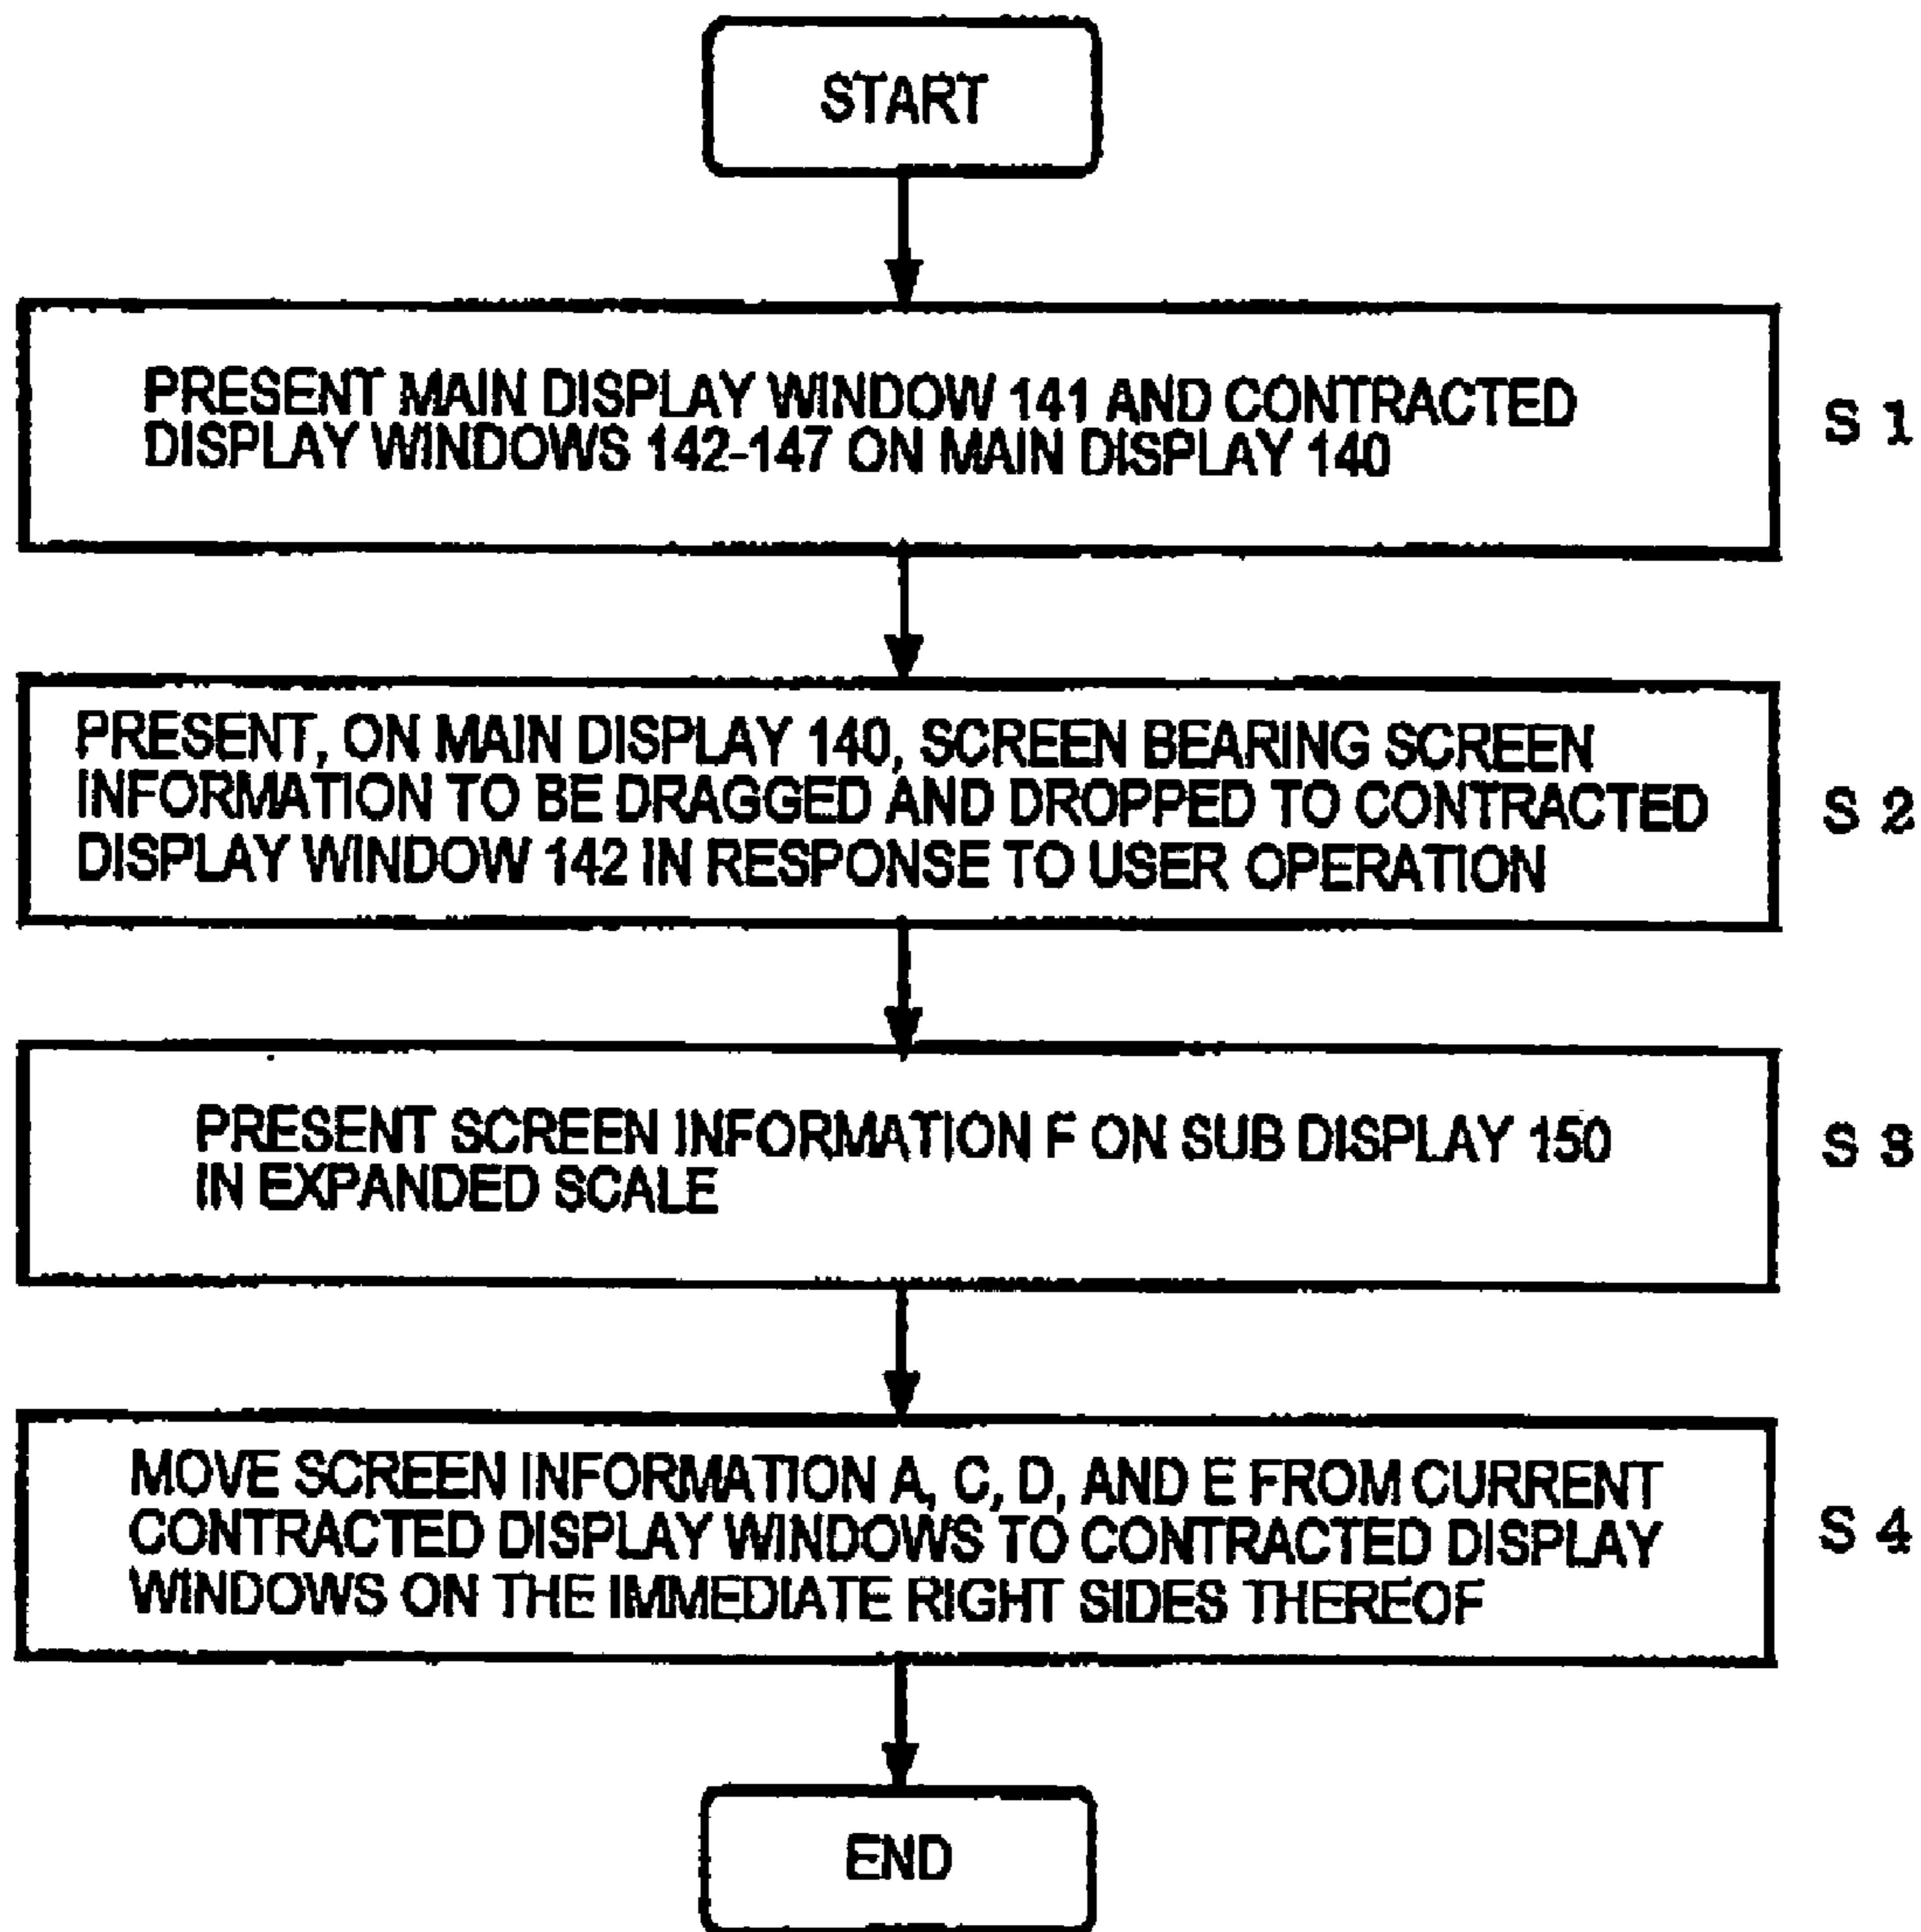 START
PRESENT MAIN DISPLAY WINDOW 141 AND CONTRACTED
DISPLAY WINDOWS 142-147 ON MAIN DISPLAY 140
S 1
PRESENT, ON MAIN DISPLAY 140, SCREEN BEARING SCREEN
INFORMATION TO BE DRAGGED AND DROPPED TO CONTRACTED
DISPLAY WINDOW 142 IN RESPONSE TO USER OPERATION
S 2
PRESENT SCREEN INFORMATION F ON SUB DISPLAY 150
IN EXPANDED SCALE
S 3
MOVE SCREEN INFORMATION A, C, D, AND E FROM CURRENT
CONTRACTED DISPLAY WINDOWS TO CONTRACTED DISPLAY
WINDOWS ON THE IMMEDIATE RIGHT SIDES THEREOF
S 4
END